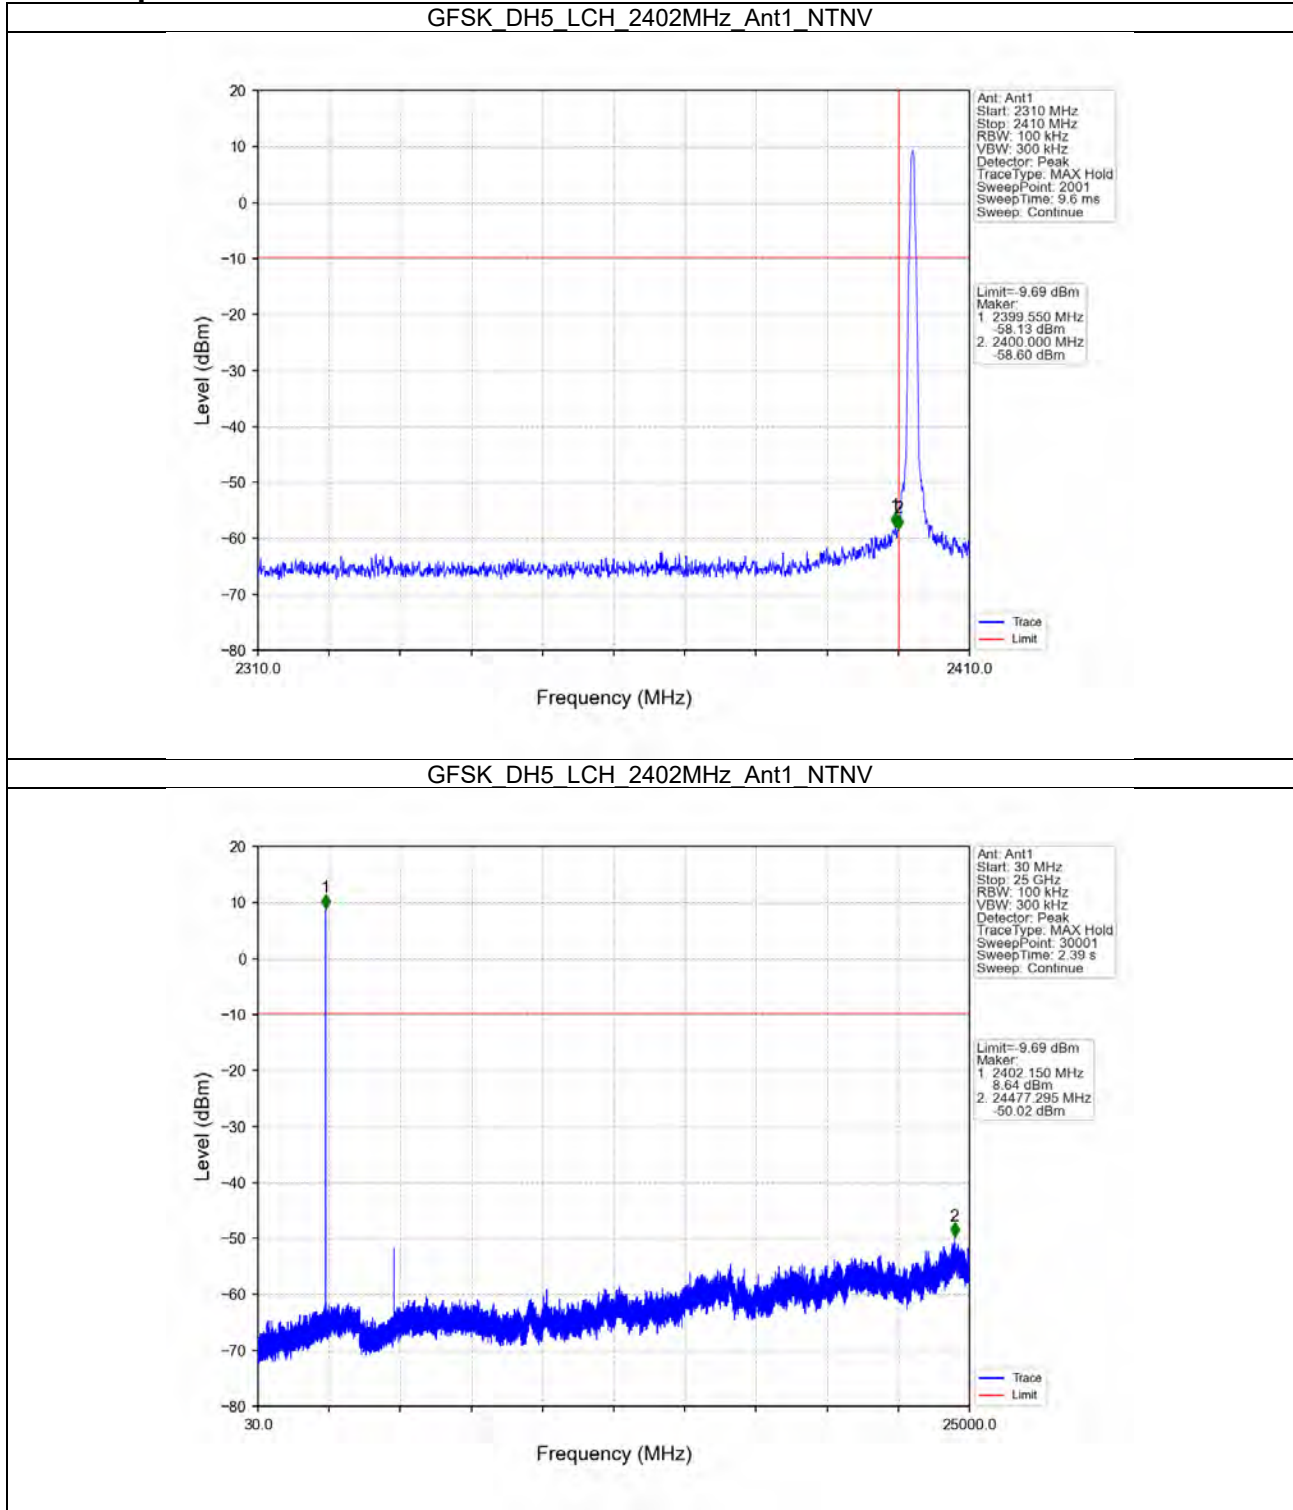 GFSK_DH5_LCH_2402MHz_Ant1_NTNV
20
10
0
−10
−20
−30
−40
−50
−60
−70
−80
Level (dBm)
2310.0
2410.0
Frequency (MHz)
1
2
Ant: Ant1
Start: 2310 MHz
Stop: 2410 MHz
RBW: 100 kHz
VBW: 300 kHz
Detector: Peak
TraceType: MAX Hold
SweepPoint: 2001
SweepTime: 9.6 ms
Sweep: Continue
Limit=-9.69 dBm
Maker:
1. 2399.550 MHz
-58.13 dBm
2. 2400.000 MHz
-58.60 dBm
Trace
Limit
GFSK_DH5_LCH_2402MHz_Ant1_NTNV
20
10
0
−10
−20
−30
−40
−50
−60
−70
−80
Level (dBm)
30.0
25000.0
Frequency (MHz)
1
2
Ant: Ant1
Start: 30 MHz
Stop: 25 GHz
RBW: 100 kHz
VBW: 300 kHz
Detector: Peak
TraceType: MAX Hold
SweepPoint: 30001
SweepTime: 2.39 s
Sweep: Continue
Limit=-9.69 dBm
Maker:
1. 2402.150 MHz
8.64 dBm
2. 24477.295 MHz
-50.02 dBm
Trace
Limit